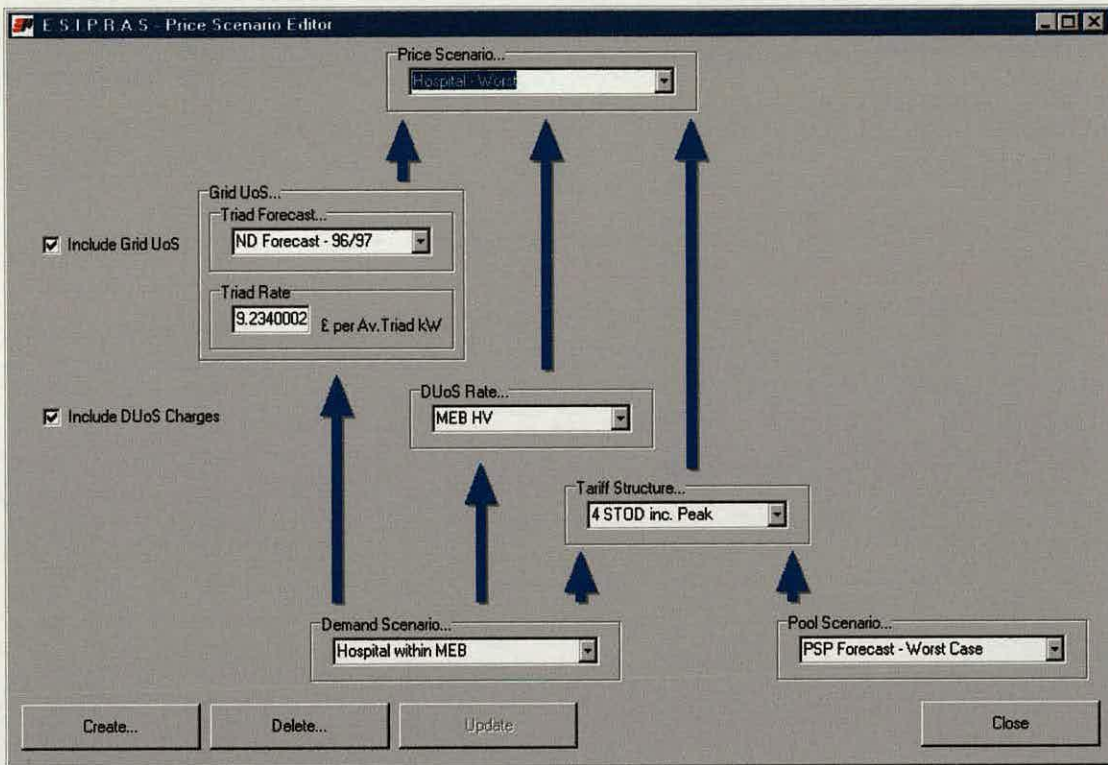 E.S.I.P.R.A.S - Price Scenario Editor
Price Scenario...
Hospital - Worst
Grid UoS...
Triad Forecast...
ND Forecast - 96/97
Include Grid UoS
Triad Rate
9.2340002 £ per Av.Triad kW
DUoS Rate...
MEB HV
Include DUoS Charges
Tariff Structure...
4 STOD inc. Peak
Demand Scenario...
Hospital within MEB
Pool Scenario...
PSP Forecast - Worst Case
Create...
Delete...
Update
Close